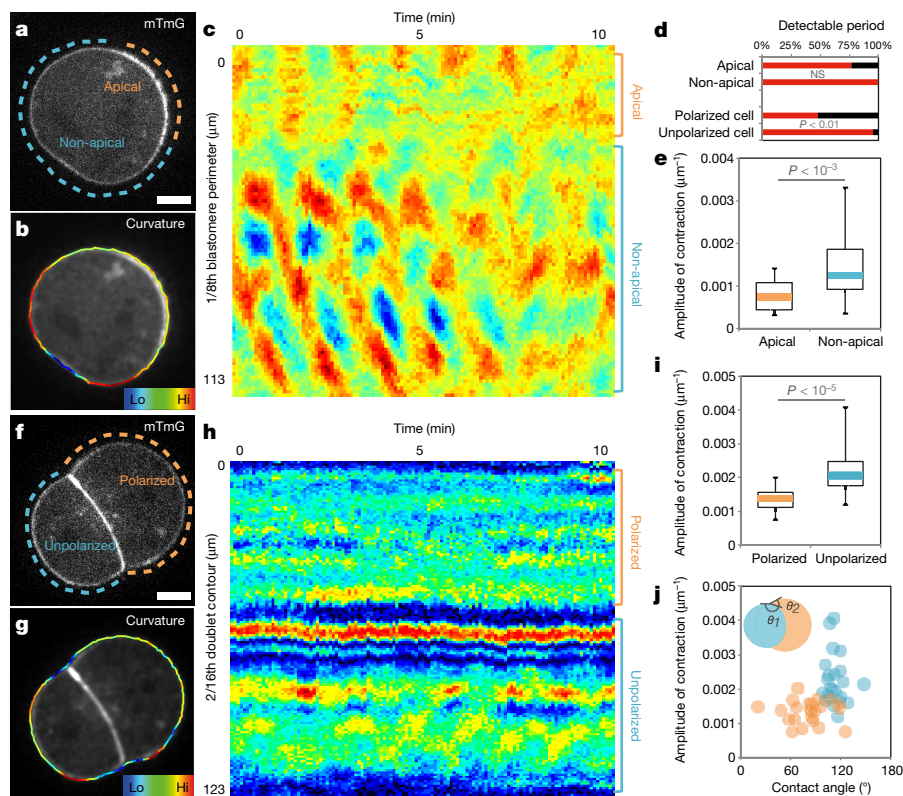 a
mTmG
Apical
Non-apical
b
Curvature
Lo
Hi
c
Time (min)
0
5
10
1/8th blastomere perimeter (μm)
0
113
Apical
Non-apical
d
Detectable period
0%
25%
50%
75%
100%
Apical
NS
Non-apical
Polarized cell
P < 0.01
Unpolarized cell
e
Amplitude of contraction (μm⁻¹)
0.004
0.003
0.002
0.001
0
P < 10⁻³
Apical
Non-apical
f
mTmG
Polarized
Unpolarized
g
Curvature
Lo
Hi
h
Time (min)
0
5
10
2/16th doublet contour (μm)
0
123
Polarized
Unpolarized
i
Amplitude of contraction (μm⁻¹)
0.005
0.004
0.003
0.002
0.001
0
P < 10⁻⁵
Polarized
Unpolarized
j
Amplitude of contraction (μm⁻¹)
0.005
0.004
0.003
0.002
0.001
0
θ1
θ2
0
60
120
180
Contact angle (°)